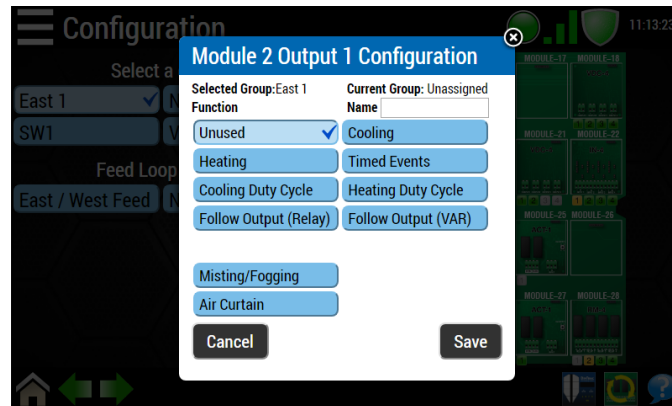 Configuration
11:13:23
Module 2 Output 1 Configuration
Select a
Selected Group:East 1 Current Group: Unassigned
Function Name
East 1
Unused Cooling
SW1
Heating Timed Events
Feed Loop
Cooling Duty Cycle Heating Duty Cycle
East / West Feed
Follow Output (Relay) Follow Output (VAR)
Misting/Fogging
Air Curtain
Cancel Save
MODULE-17 MODULE-18
MODULE-21 MODULE-22
MODULE-25 MODULE-26
MODULE-27 MODULE-28